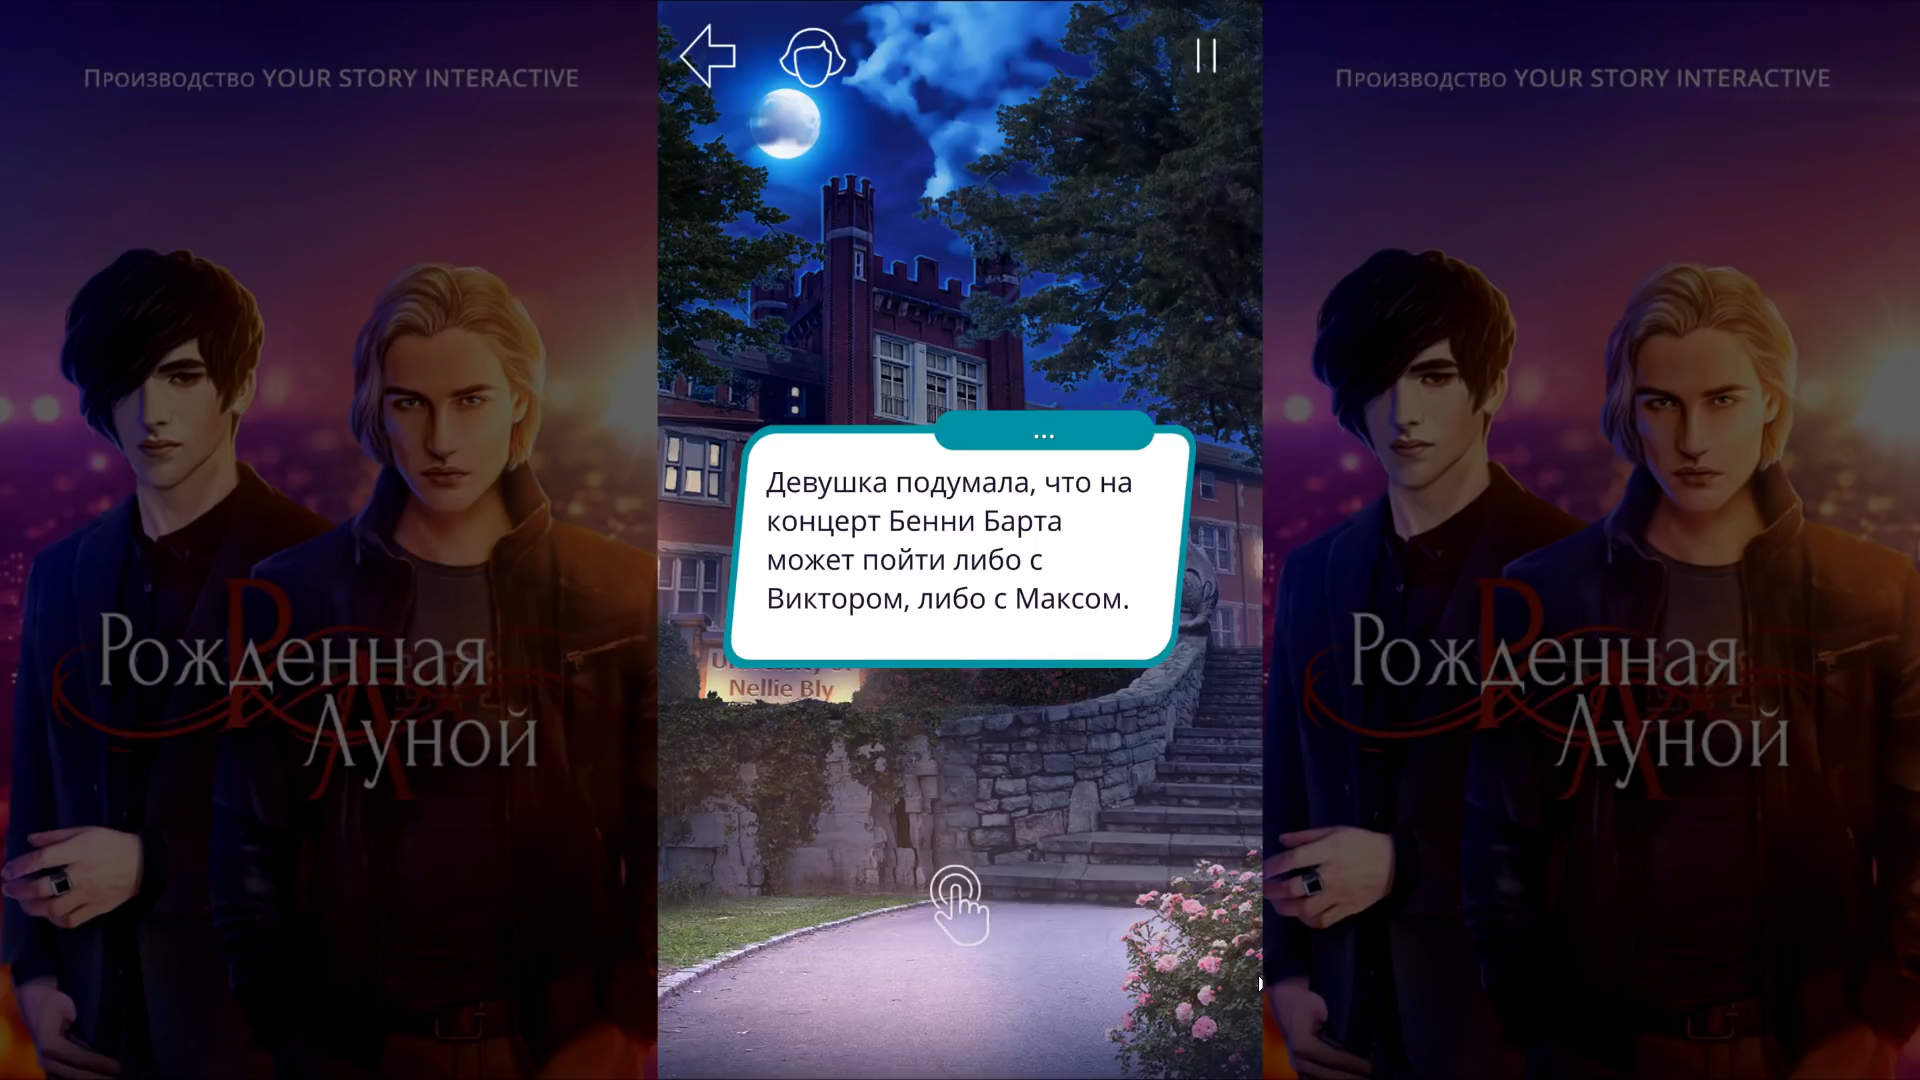 Производство YOUR STORY INTERACTIVE
Рожденная
Луной
...
Девушка подумала, что на
концерт Бенни Барта
может пойти либо с
Виктором, либо с Максом.
Nellie Bly
Производство YOUR STORY INTERACTIVE
Рожденная
Луной